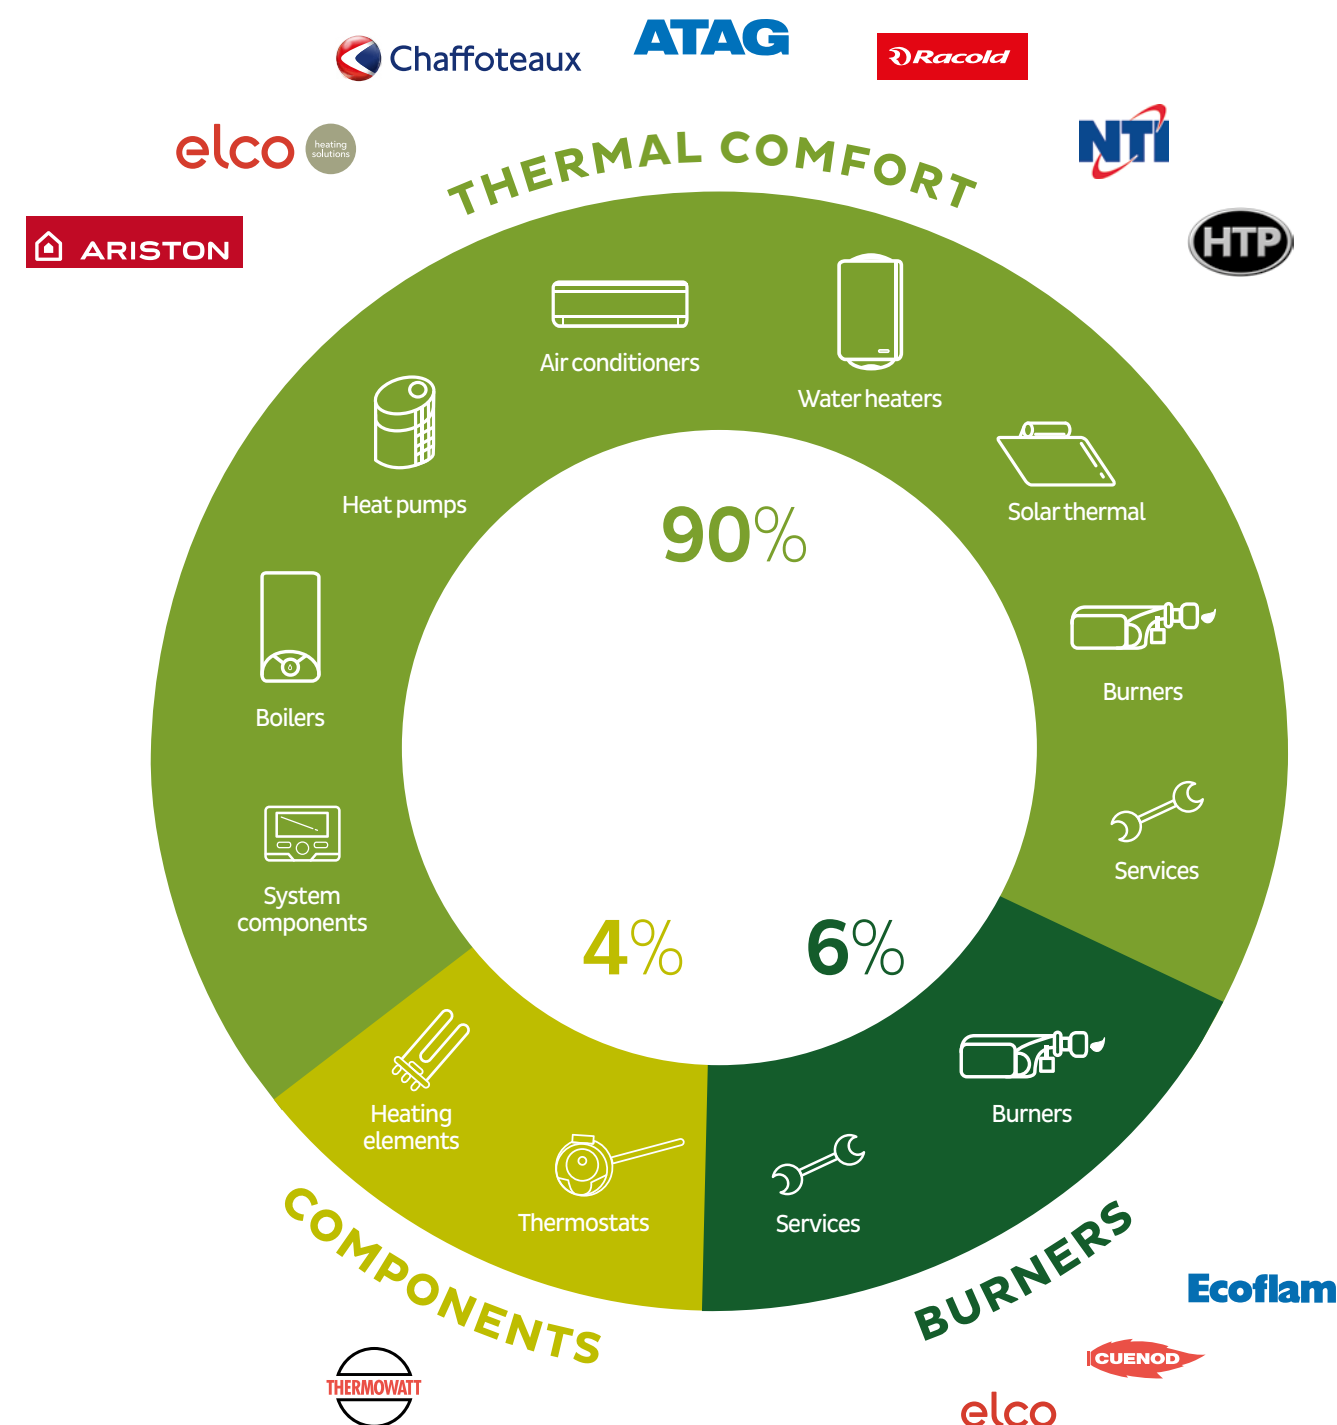 Chaffoteaux
ATAG
Racold
elco
heating
solutions
NTI
ARISTON
HTP
THERMAL COMFORT
Air conditioners
Water heaters
Heat pumps
Solar thermal
90%
Boilers
Burners
System
components
Services
4%
6%
Heating
elements
Thermostats
Burners
Services
COMPONENTS
BURNERS
Ecoflam
CUENOD
THERMOWATT
elco